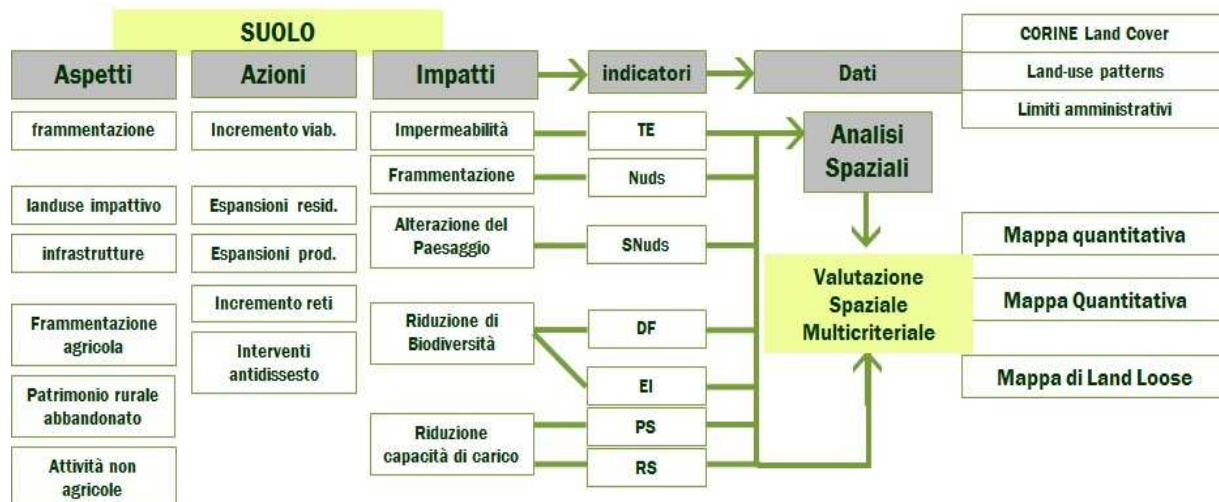 SUOLO
Aspetti
Azioni
Impatti
indicatori
Dati
CORINE Land Cover
Land-use patterns
Limiti amministrativi
frammentazione
landuse impattivo
infrastrutture
Frammentazione
agricola
Patrimonio rurale
abbandonato
Attività non
agricole
Incremento viab.
Espansioni resid.
Espansioni prod.
Incremento reti
Interventi
antidissesto
Impermeabilità
Frammentazione
Alterazione del
Paesaggio
Riduzione di
Biodiversità
Riduzione
capacità di carico
TE
Nuds
SNuds
DF
EI
PS
RS
Analisi
Spaziali
Valutazione
Spaziale
Multicriteriale
Mappa quantitativa
Mappa Quantitativa
Mappa di Land Loose